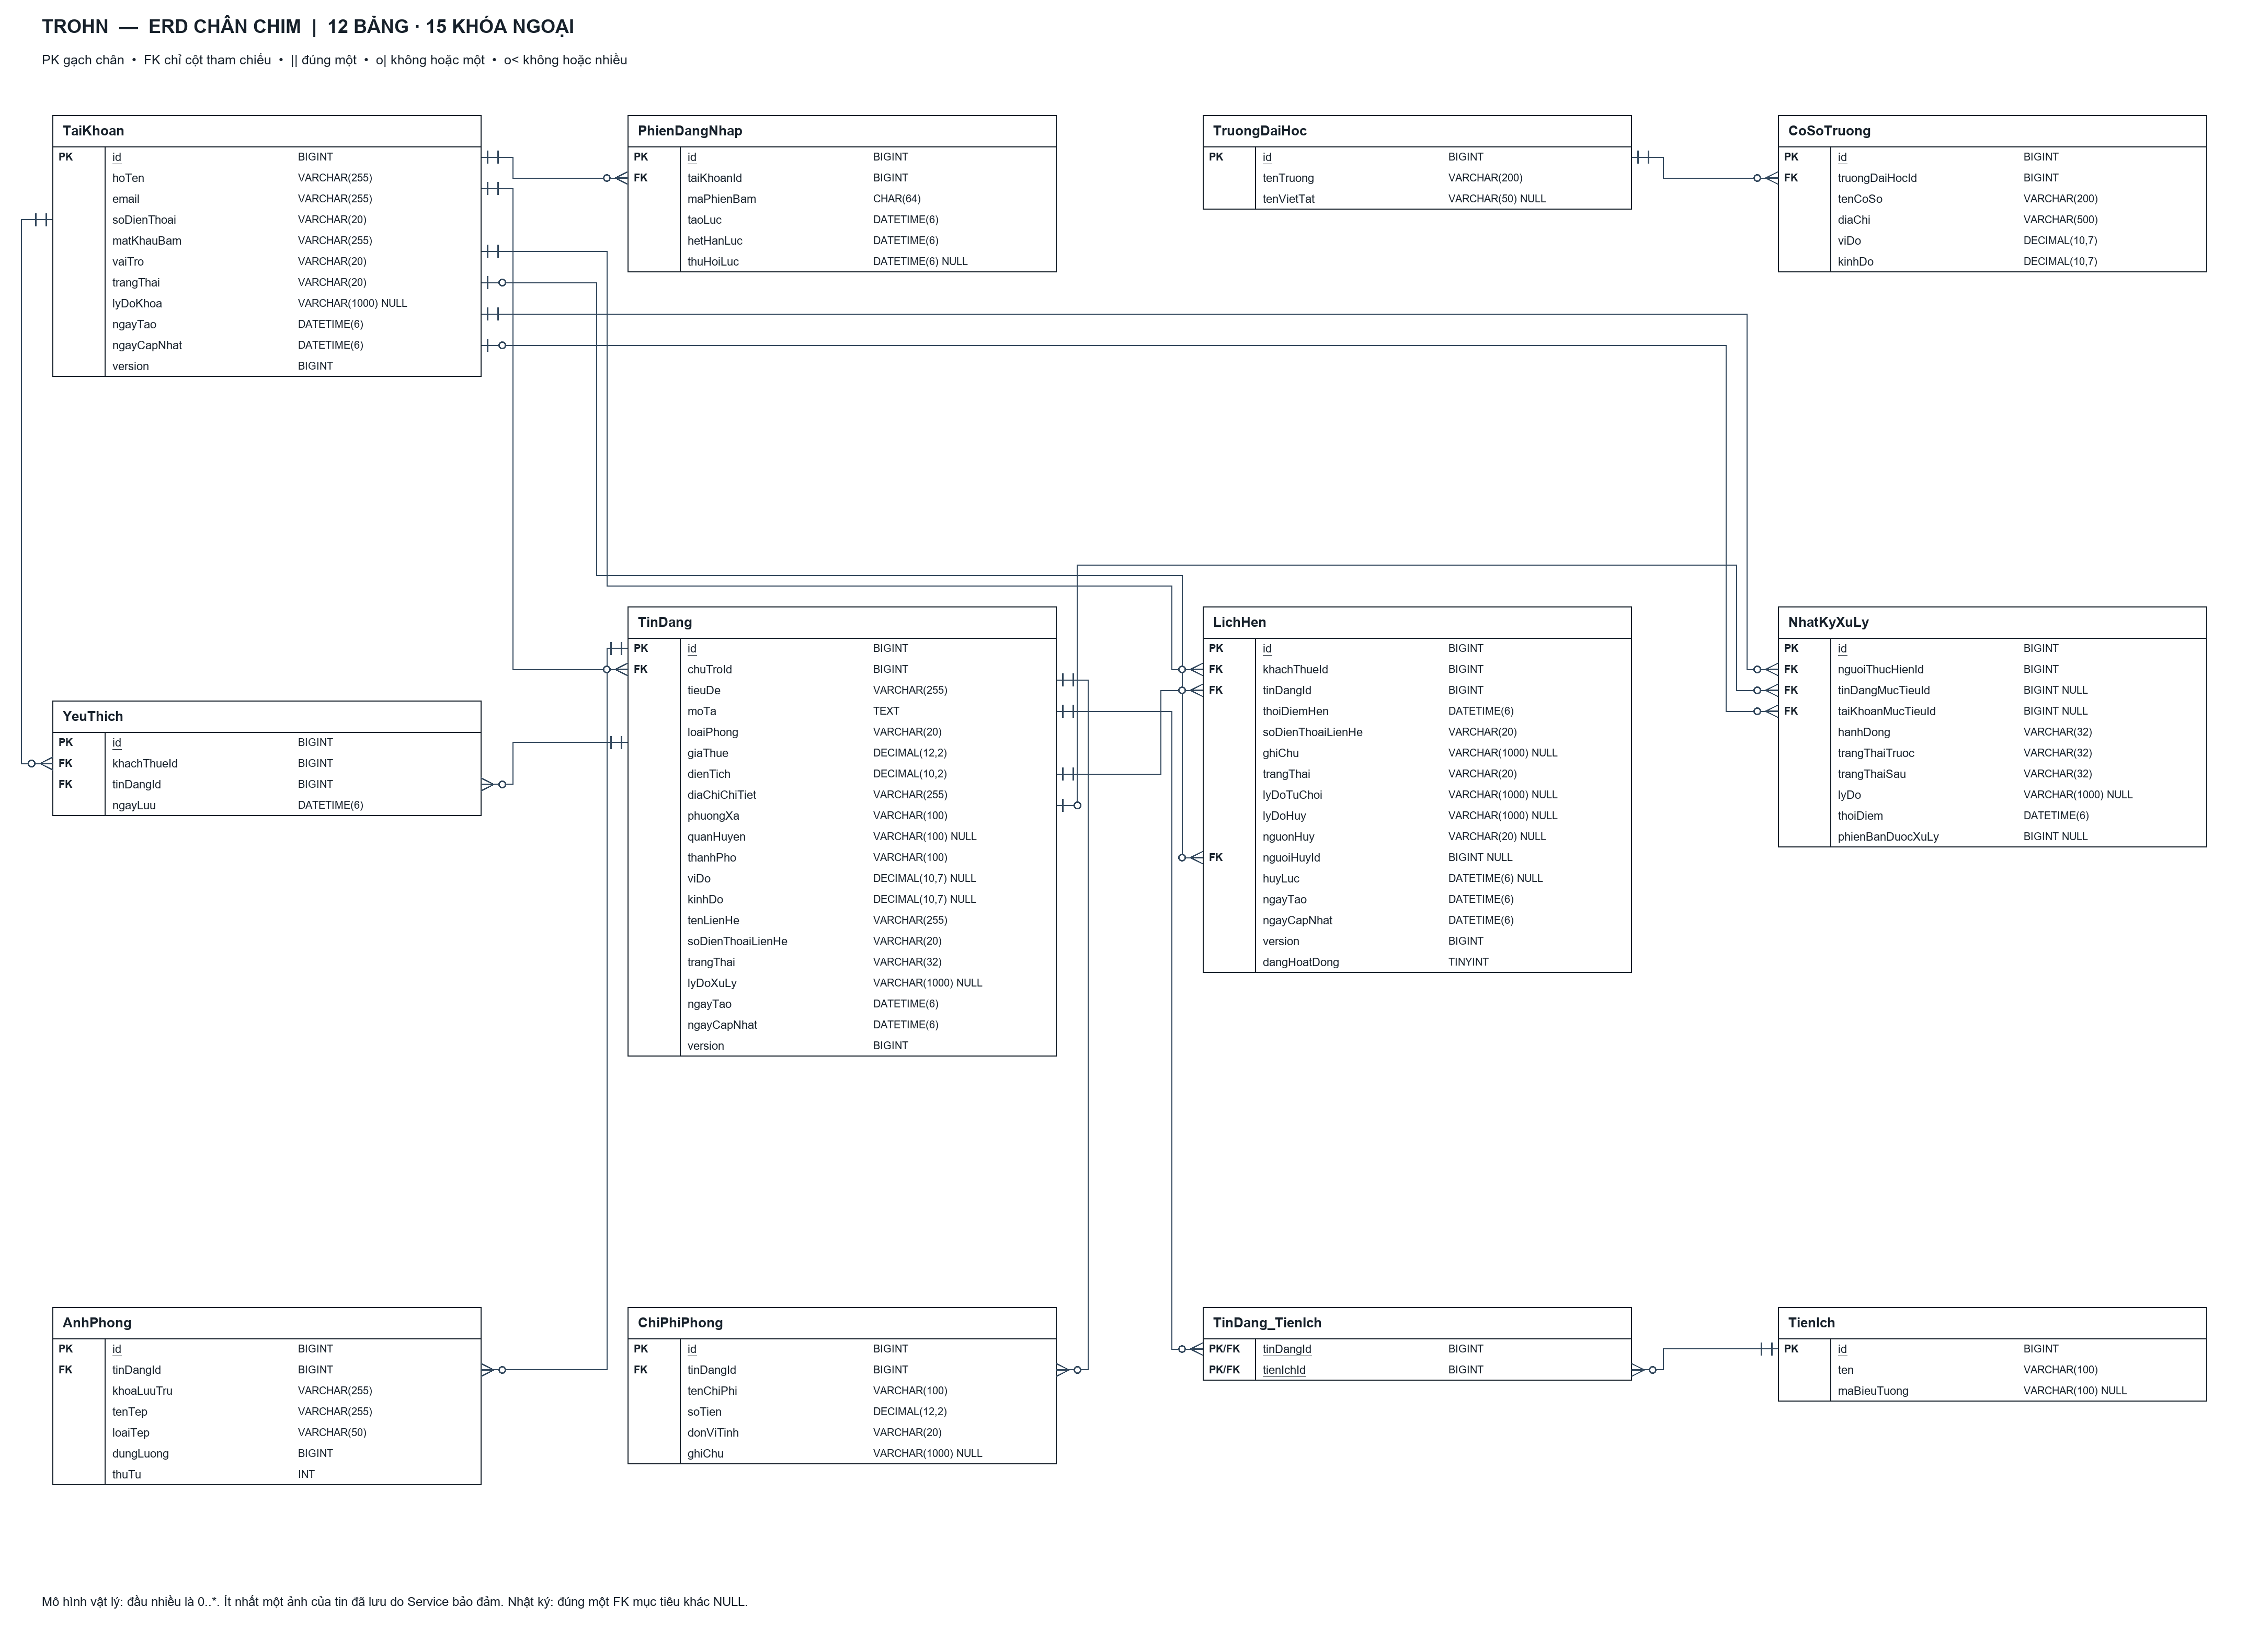 TROHN — ERD CHÂN CHIM | 12 BẢNG · 15 KHÓA NGOẠI
PK gạch chân • FK chỉ cột tham chiếu • || đúng một • o| không hoặc một • o< không hoặc nhiều
TaiKhoan
PK id BIGINT
hoTen VARCHAR(255)
email VARCHAR(255)
soDienThoai VARCHAR(20)
matKhauBam VARCHAR(255)
vaiTro VARCHAR(20)
trangThai VARCHAR(20)
lyDoKhoa VARCHAR(1000) NULL
ngayTao DATETIME(6)
ngayCapNhat DATETIME(6)
version BIGINT
PhienDangNhap
PK id BIGINT
FK taiKhoanId BIGINT
maPhienBam CHAR(64)
taoLuc DATETIME(6)
hetHanLuc DATETIME(6)
thuHoiLuc DATETIME(6) NULL
TruongDaiHoc
PK id BIGINT
tenTruong VARCHAR(200)
tenVietTat VARCHAR(50) NULL
CoSoTruong
PK id BIGINT
FK truongDaiHocId BIGINT
tenCoSo VARCHAR(200)
diaChi VARCHAR(500)
viDo DECIMAL(10,7)
kinhDo DECIMAL(10,7)
YeuThich
PK id BIGINT
FK khachThueId BIGINT
FK tinDangId BIGINT
ngayLuu DATETIME(6)
TinDang
PK id BIGINT
FK chuTroId BIGINT
tieuDe VARCHAR(255)
moTa TEXT
loaiPhong VARCHAR(20)
giaThue DECIMAL(12,2)
dienTich DECIMAL(10,2)
diaChiChiTiet VARCHAR(255)
phuongXa VARCHAR(100)
quanHuyen VARCHAR(100) NULL
thanhPho VARCHAR(100)
viDo DECIMAL(10,7) NULL
kinhDo DECIMAL(10,7) NULL
tenLienHe VARCHAR(255)
soDienThoaiLienHe VARCHAR(20)
trangThai VARCHAR(32)
lyDoXuLy VARCHAR(1000) NULL
ngayTao DATETIME(6)
ngayCapNhat DATETIME(6)
version BIGINT
LichHen
PK id BIGINT
FK khachThueId BIGINT
FK tinDangId BIGINT
thoiDiemHen DATETIME(6)
soDienThoaiLienHe VARCHAR(20)
ghiChu VARCHAR(1000) NULL
trangThai VARCHAR(20)
lyDoTuChoi VARCHAR(1000) NULL
lyDoHuy VARCHAR(1000) NULL
nguonHuy VARCHAR(20) NULL
FK nguoiHuyId BIGINT NULL
huyLuc DATETIME(6) NULL
ngayTao DATETIME(6)
ngayCapNhat DATETIME(6)
version BIGINT
dangHoatDong TINYINT
NhatKyXuLy
PK id BIGINT
FK nguoiThucHienId BIGINT
FK tinDangMucTieuId BIGINT NULL
FK taiKhoanMucTieuId BIGINT NULL
hanhDong VARCHAR(32)
trangThaiTruoc VARCHAR(32)
trangThaiSau VARCHAR(32)
lyDo VARCHAR(1000) NULL
thoiDiem DATETIME(6)
phienBanDuocXuLy BIGINT NULL
AnhPhong
PK id BIGINT
FK tinDangId BIGINT
khoaLuuTru VARCHAR(255)
tenTep VARCHAR(255)
loaiTep VARCHAR(50)
dungLuong BIGINT
thuTu INT
ChiPhiPhong
PK id BIGINT
FK tinDangId BIGINT
tenChiPhi VARCHAR(100)
soTien DECIMAL(12,2)
donViTinh VARCHAR(20)
ghiChu VARCHAR(1000) NULL
TinDang_TienIch
PK/FK tinDangId BIGINT
PK/FK tienIchId BIGINT
TienIch
PK id BIGINT
ten VARCHAR(100)
maBieuTuong VARCHAR(100) NULL
Mô hình vật lý: đầu nhiều là 0..*. Ít nhất một ảnh của tin đã lưu do Service bảo đảm. Nhật ký: đúng một FK mục tiêu khác NULL.